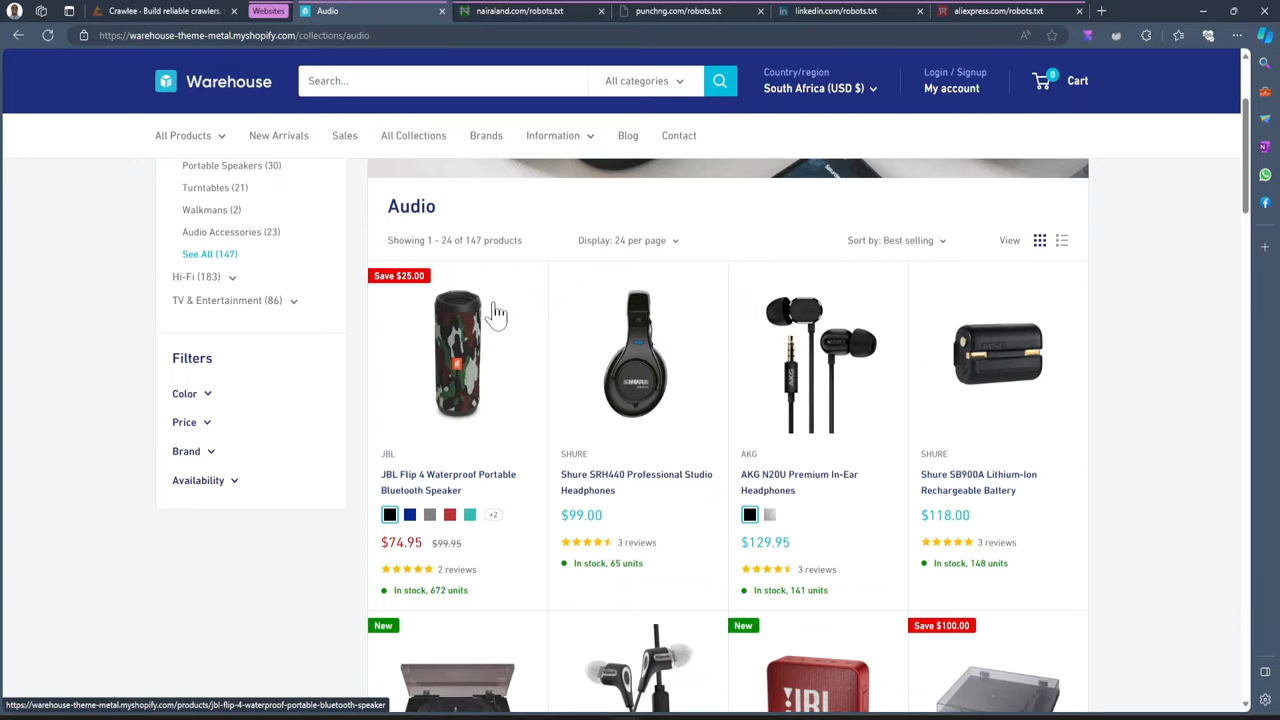 Crawlee · Build reliable crawlers.
Websites
Audio
nairaland.com/robots.txt
punchng.com/robots.txt
linkedin.com/robots.txt
aliexpress.com/robots.txt
https://warehouse-theme-metal.myshopify.com/collections/audio
Warehouse
Search...
All categories
Country/region
South Africa (USD $)
Login / Signup
My account
0
Cart
All Products
New Arrivals
Sales
All Collections
Brands
Information
Blog
Contact
Portable Speakers (30)
Turntables (21)
Walkmans (2)
Audio Accessories (23)
See All (147)
Hi-Fi (183)
TV & Entertainment (86)
Filters
Color
Price
Brand
Availability
Audio
Showing 1 - 24 of 147 products
Display: 24 per page
Sort by: Best selling
View
Save $25.00
JBL
JBL Flip 4 Waterproof Portable
Bluetooth Speaker
+2
$74.95 $99.95
2 reviews
In stock, 672 units
SHURE
SHURE
Shure SRH440 Professional Studio
Headphones
$99.00
3 reviews
In stock, 65 units
AKG
AKG
AKG N20U Premium In-Ear
Headphones
$129.95
3 reviews
In stock, 141 units
SHURE
Shure SB900A Lithium-Ion
Rechargeable Battery
$118.00
3 reviews
In stock, 148 units
New
New
JBL
Save $100.00
https://warehouse-theme-metal.myshopify.com/products/jbl-flip-4-waterproof-portable-bluetooth-speaker